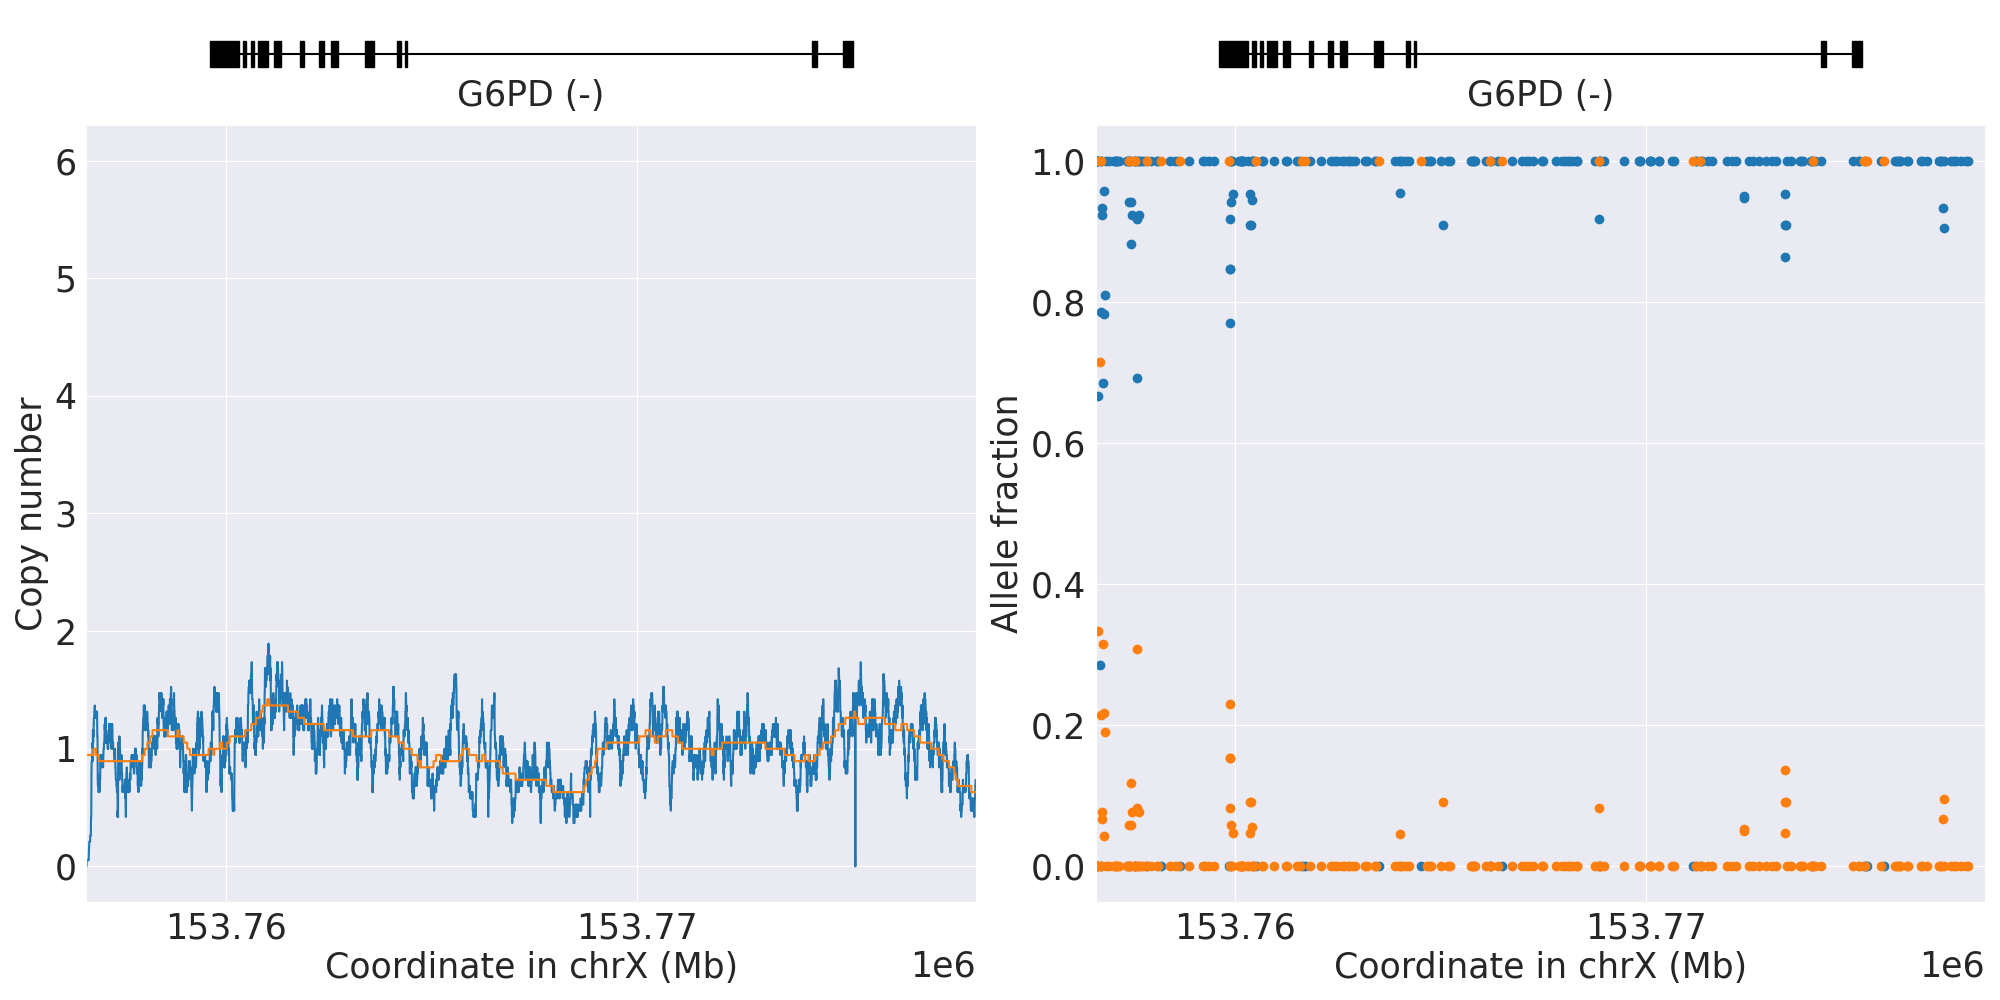 G6PD (-)
G6PD (-)
Copy number
6
5
4
3
2
1
0
153.76
153.77
Coordinate in chrX (Mb)
1e6
Allele fraction
1.0
0.8
0.6
0.4
0.2
0.0
153.76
153.77
Coordinate in chrX (Mb)
1e6